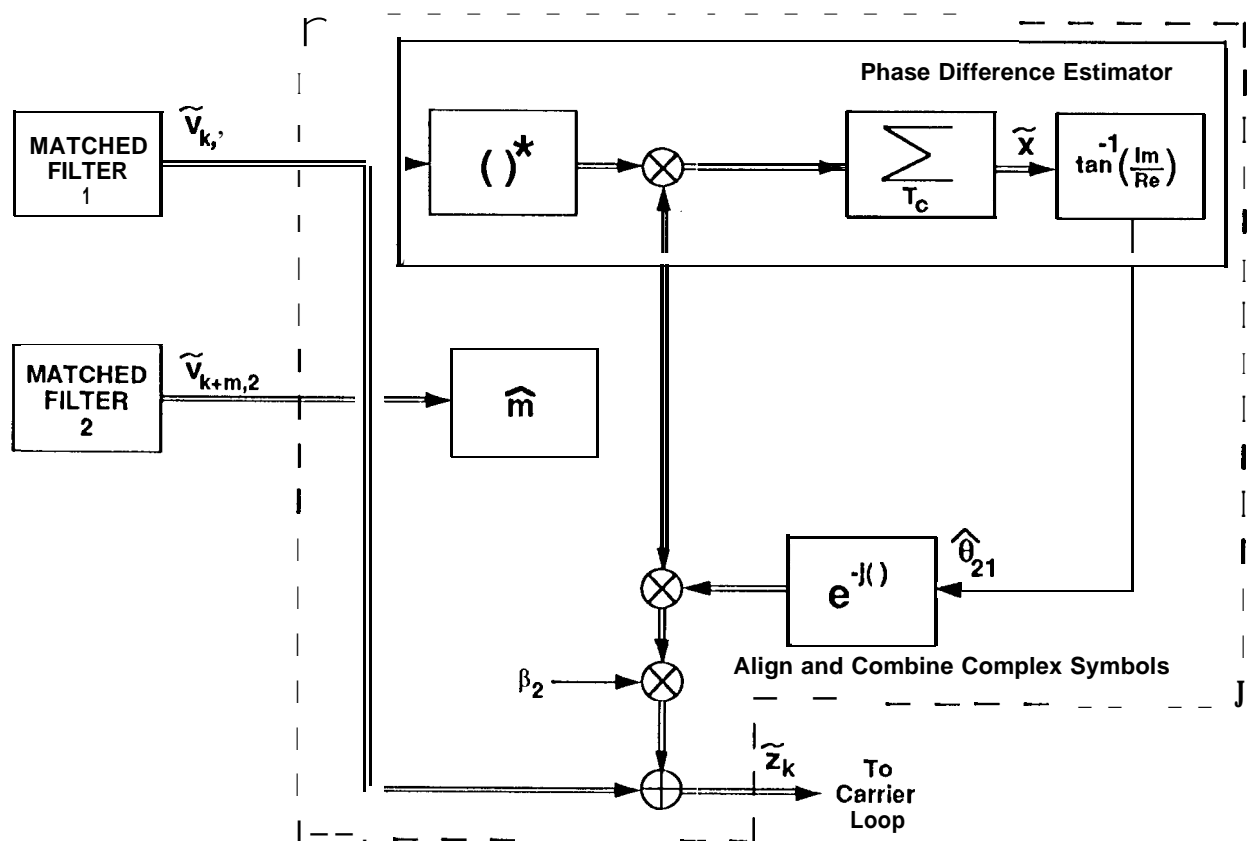 Phase Difference Estimator
MATCHED
FILTER
1
ṽk,’
( )*
∑
Tc
x̃
tan-1(Im/Re)
MATCHED
FILTER
2
ṽk+m,2
m̂
e-j( )
θ̂21
Align and Combine Complex Symbols
β2
z̃k
To
Carrier
Loop